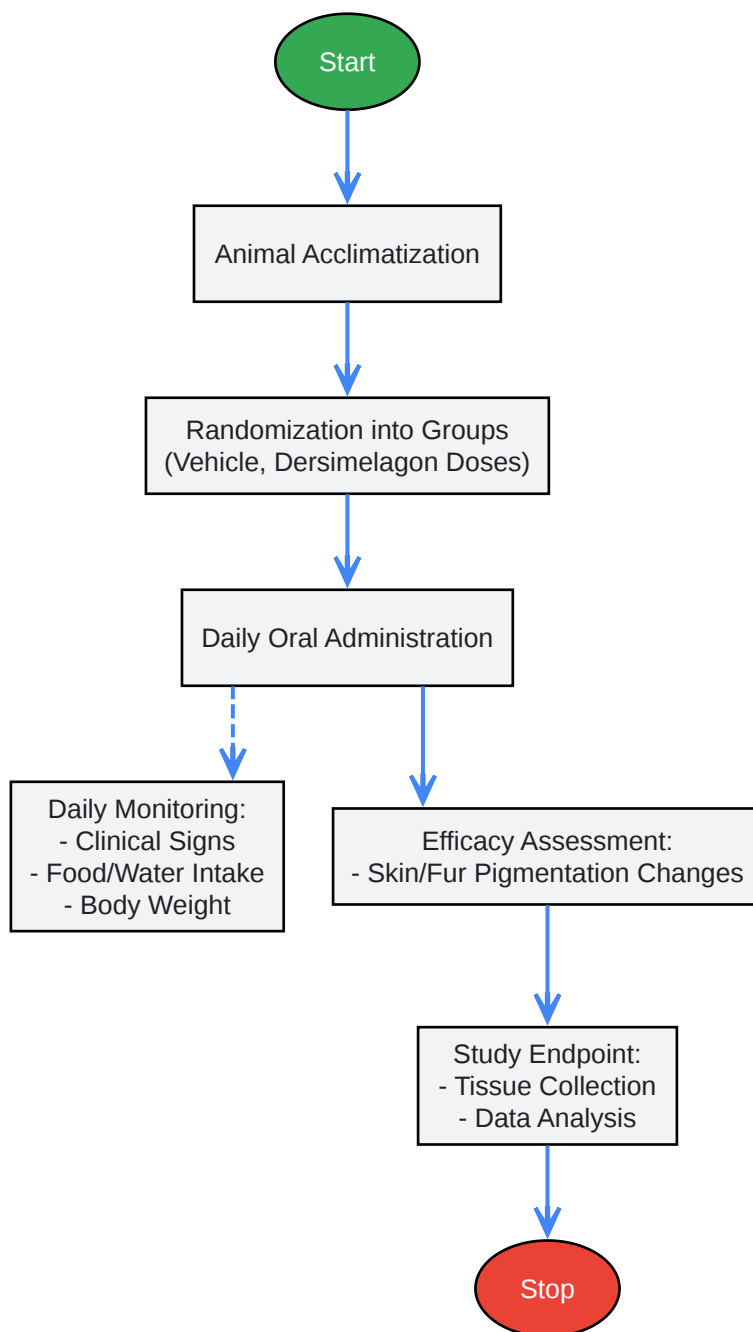 Start
Animal Acclimatization
Randomization into Groups
(Vehicle, Dersimelagon Doses)
Daily Oral Administration
Daily Monitoring:
- Clinical Signs
- Food/Water Intake
- Body Weight
Efficacy Assessment:
- Skin/Fur Pigmentation Changes
Study Endpoint:
- Tissue Collection
- Data Analysis
Stop